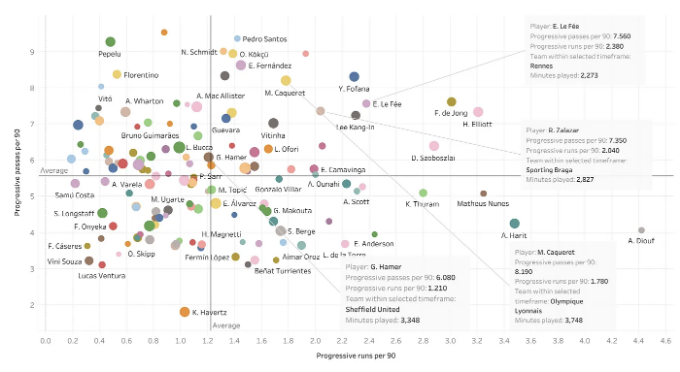 Player: E. Le Fée
Progressive passes per 90: 7.560
Progressive runs per 90: 2.380
Team within selected timeframe:
Rennes
Minutes played: 2,273
Pedro Santos
9
Pepelu
N. Schmidt
O. Kökçü
E. Fernández
Florentino
Y. Fofana
M. Caquerot
8
Vitó
A. Wharton
A. Mac Allister
E. Le Fée
F. de Jong
H. Elliott
7
Bruno Guimarães
Guevara
Vitinha
Lee Kang-In
Player: R. Zalazar
Progressive passes per 90: 7.350
Progressive runs per 90: 2.040
Team within selected timeframe:
Sporting Braga
Minutes played: 2,827
L. Bucca
L. Ofori
D. Szoboszlai
6
G. Hamer
Average
P. Sarr
E. Camavinga
Samú Costa
A. Varela
M. Topić
Gonzalo Villar
A. Ounahi
5
M. Ugarte
E. Álvarez
A. Scott
K. Thuram
Matheus Nunes
S. Longstaff
G. Makouta
F. Onyeka
S. Berge
A. Harit
A. Diouf
4
H. Magnetti
F. Cáseres
O. Skipp
E. Anderson
Vini Souza
Fermín López
Aimar Oroz
L. de la Torre
3
Lucas Ventura
Beñat Turrientes
Player: M. Caqueret
Progressive passes per 90:
8.190
Progressive runs per 90: 1.780
Team within selected
timeframe: Olympique
Lyonnais
Minutes played: 3,748
Player: G. Hamer
Progressive passes per 90: 6.080
Progressive runs per 90: 1.210
Team within selected timeframe:
Sheffield United
Minutes played: 3,348
2
K. Havertz
Average
Progressive passes per 90
0.0 0.2 0.4 0.6 0.8 1.0 1.2 1.4 1.6 1.8 2.0 2.2 2.4 2.6 2.8 3.0 3.2 3.4 3.6 3.8 4.0 4.2 4.4 4.6
Progressive runs per 90